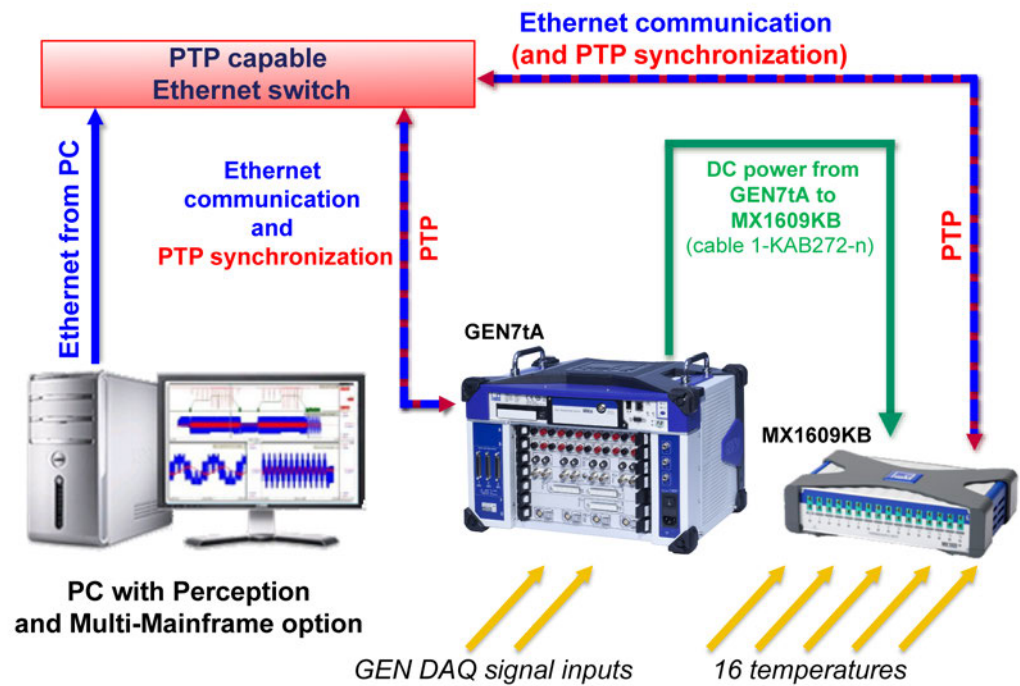 Ethernet communication
(and PTP synchronization)
PTP capable
Ethernet switch
Ethernet from PC
Ethernet
communication
and
PTP synchronization
PTP
DC power from
GEN7tA to
MX1609KB
(cable 1-KAB272-n)
PTP
GEN7tA
MX1609KB
PC with Perception
and Multi-Mainframe option
GEN DAQ signal inputs
16 temperatures